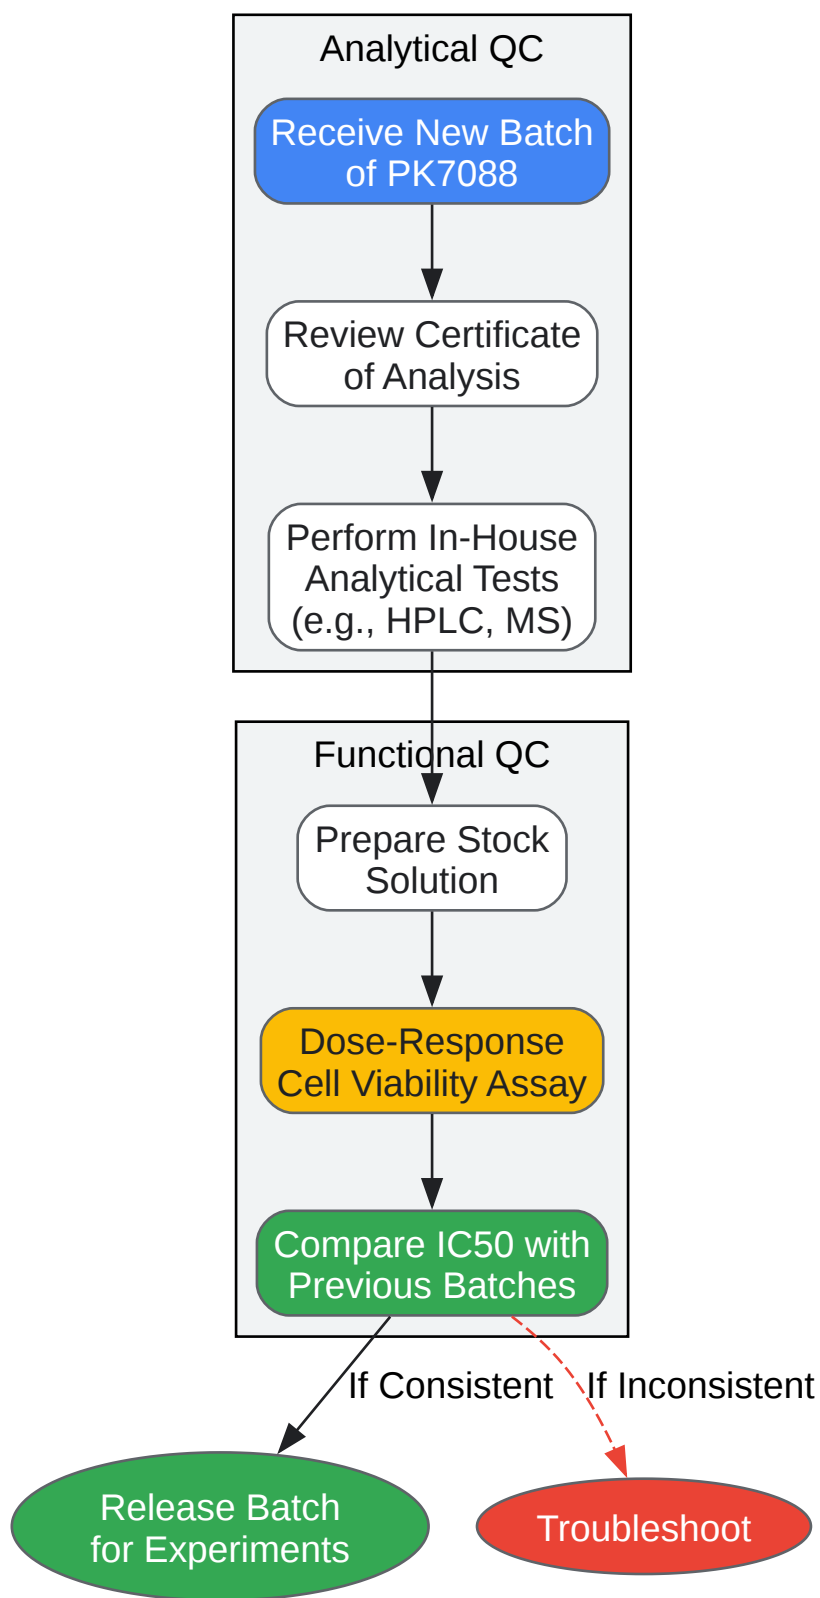 Analytical QC
Receive New Batch
of PK7088
Review Certificate
of Analysis
Perform In-House
Analytical Tests
(e.g., HPLC, MS)
Functional QC
Prepare Stock
Solution
Dose-Response
Cell Viability Assay
Compare IC50 with
Previous Batches
If Consistent
If Inconsistent
Release Batch
for Experiments
Troubleshoot